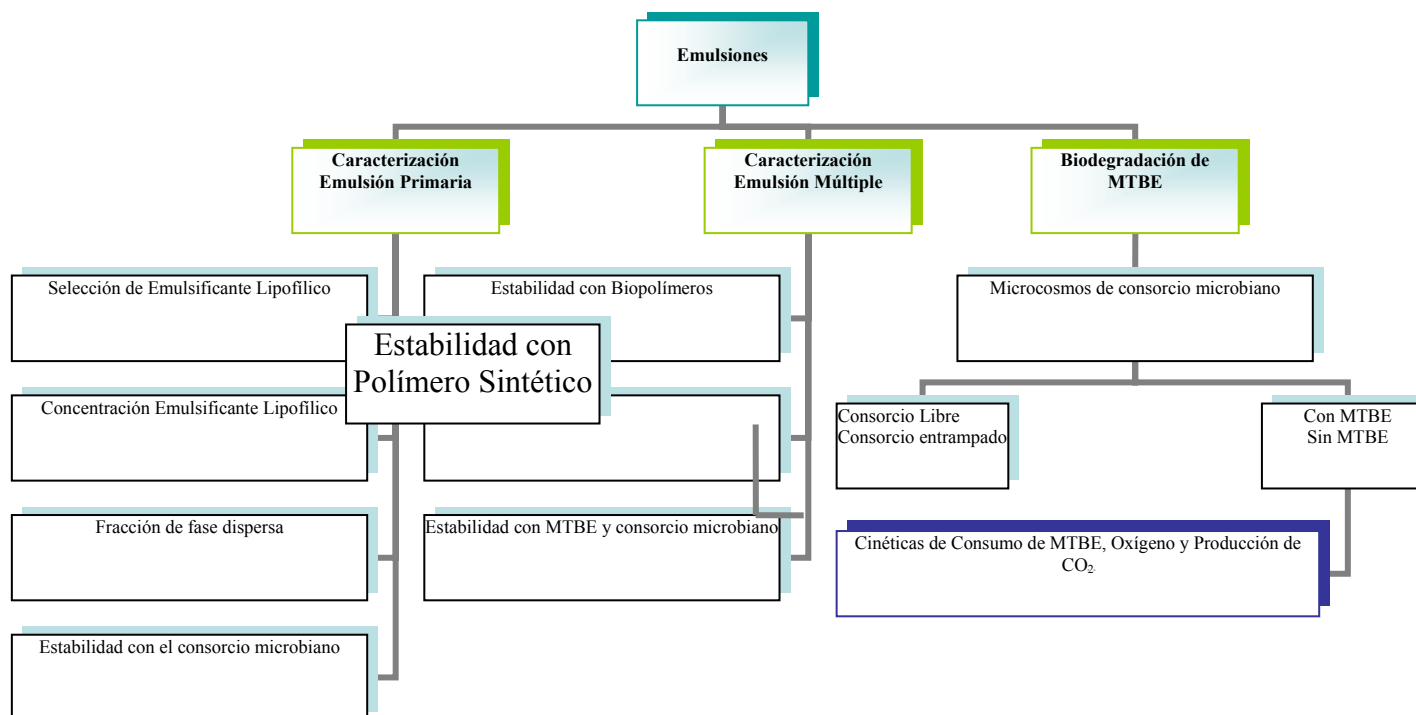 Emulsiones
Caracterización
Emulsión Primaria
Caracterización
Emulsión Múltiple
Biodegradación de
MTBE
Selección de Emulsificante Lipofílico
Estabilidad con Biopolímeros
Microcosmos de consorcio microbiano
Estabilidad con
Polímero Sintético
Concentración Emulsificante Lipofílico
Consorcio Libre
Consorcio entrampado
Con MTBE
Sin MTBE
Fracción de fase dispersa
Estabilidad con MTBE y consorcio microbiano
Cinéticas de Consumo de MTBE, Oxígeno y Producción de
CO₂.
Estabilidad con el consorcio microbiano